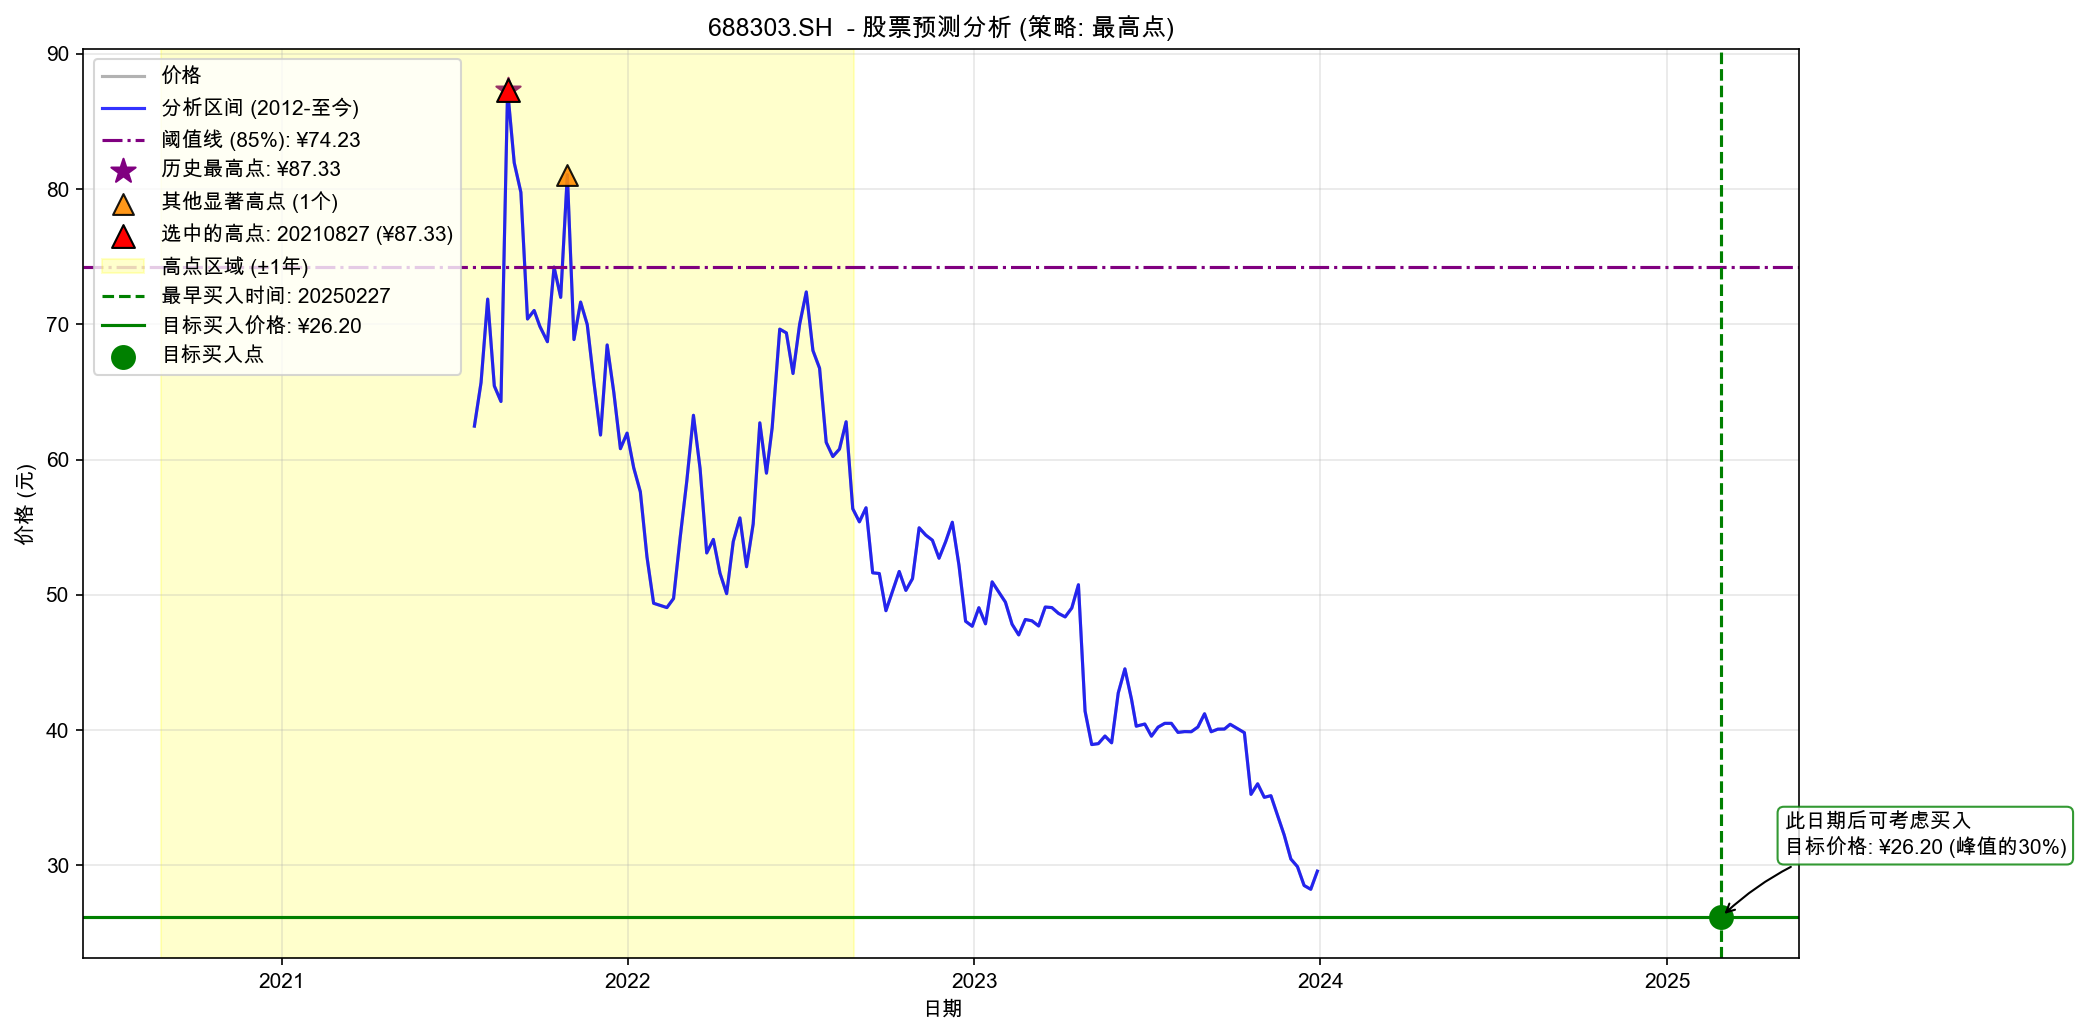 688303.SH - 股票预测分析 (策略: 最高点)
90
80
70
60
50
40
30
价格 (元)
价格
分析区间 (2012-至今)
阈值线 (85%): ¥74.23
历史最高点: ¥87.33
其他显著高点 (1个)
选中的高点: 20210827 (¥87.33)
高点区域 (±1年)
最早买入时间: 20250227
目标买入价格: ¥26.20
目标买入点
此日期后可考虑买入
目标价格: ¥26.20 (峰值的30%)
2021
2022
2023
2024
2025
日期